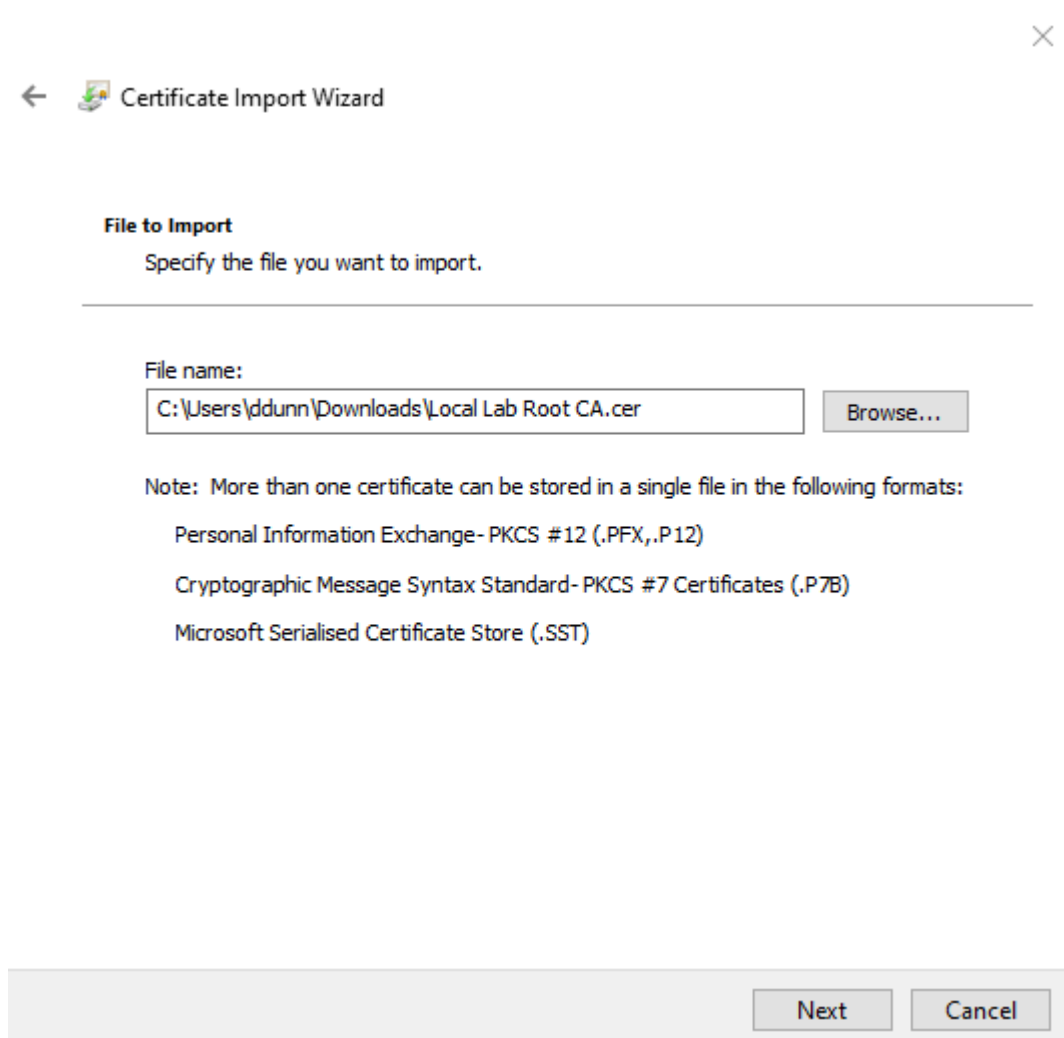 Certificate Import Wizard
File to Import
Specify the file you want to import.
File name:
C:\Users\ddunn\Downloads\Local Lab Root CA.cer
Browse...
Note: More than one certificate can be stored in a single file in the following formats:
Personal Information Exchange- PKCS #12 (.PFX,.P12)
Cryptographic Message Syntax Standard- PKCS #7 Certificates (.P7B)
Microsoft Serialised Certificate Store (.SST)
Next
Cancel